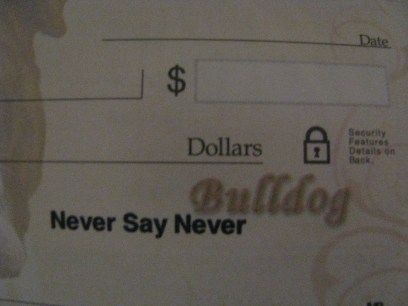 Date
$
Dollars
Security
Features
Details on
Back.
Bulldog
Never Say Never